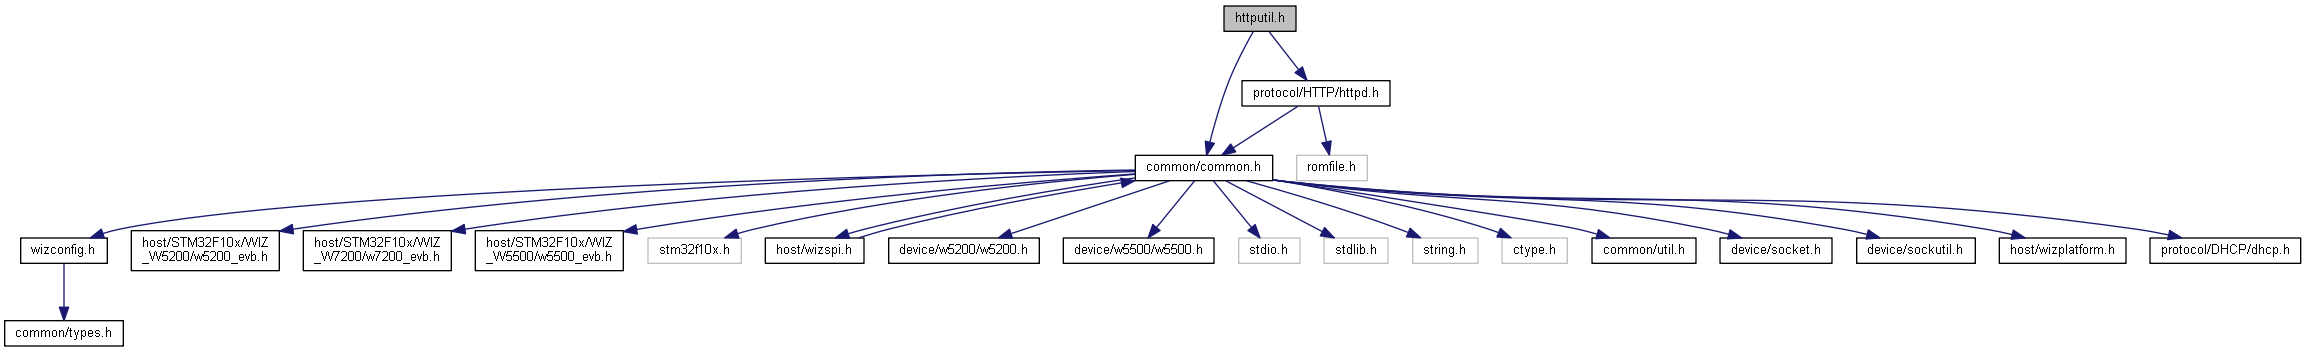 httputil.h
protocol/HTTP/httpd.h
common/common.h
romfile.h
wizconfig.h
host/STM32F10x/WIZ
_W5200/w5200_evb.h
host/STM32F10x/WIZ
_W7200/w7200_evb.h
host/STM32F10x/WIZ
_W5500/w5500_evb.h
stm32f10x.h
host/wizspi.h
device/w5200/w5200.h
device/w5500/w5500.h
stdio.h
stdlib.h
string.h
ctype.h
common/util.h
device/socket.h
device/sockutil.h
host/wizplatform.h
protocol/DHCP/dhcp.h
common/types.h